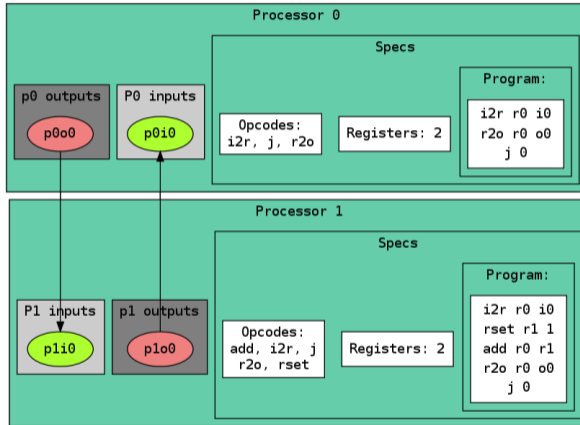 Processor 0
Specs
p0 outputs
P0 inputs
p0o0
p0i0
Opcodes:
i2r, j, r2o
Registers: 2
Program:
i2r r0 i0
r2o r0 o0
j 0
Processor 1
Specs
P1 inputs
p1 outputs
p1i0
p1o0
Opcodes:
add, i2r, j
r2o, rset
Registers: 2
Program:
i2r r0 i0
rset r1 1
add r0 r1
r2o r0 o0
j 0